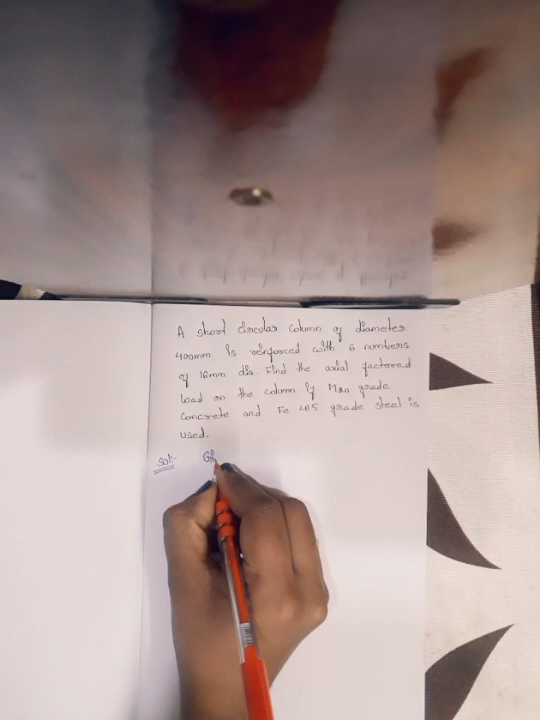 A short circular Column of diameter
400mm is reinforced with 6 numbers
of 16mm dia. Find the axial factored
load on the column if M20 grade
Concrete and Fe 415 grade steel is
used.
Sol:-